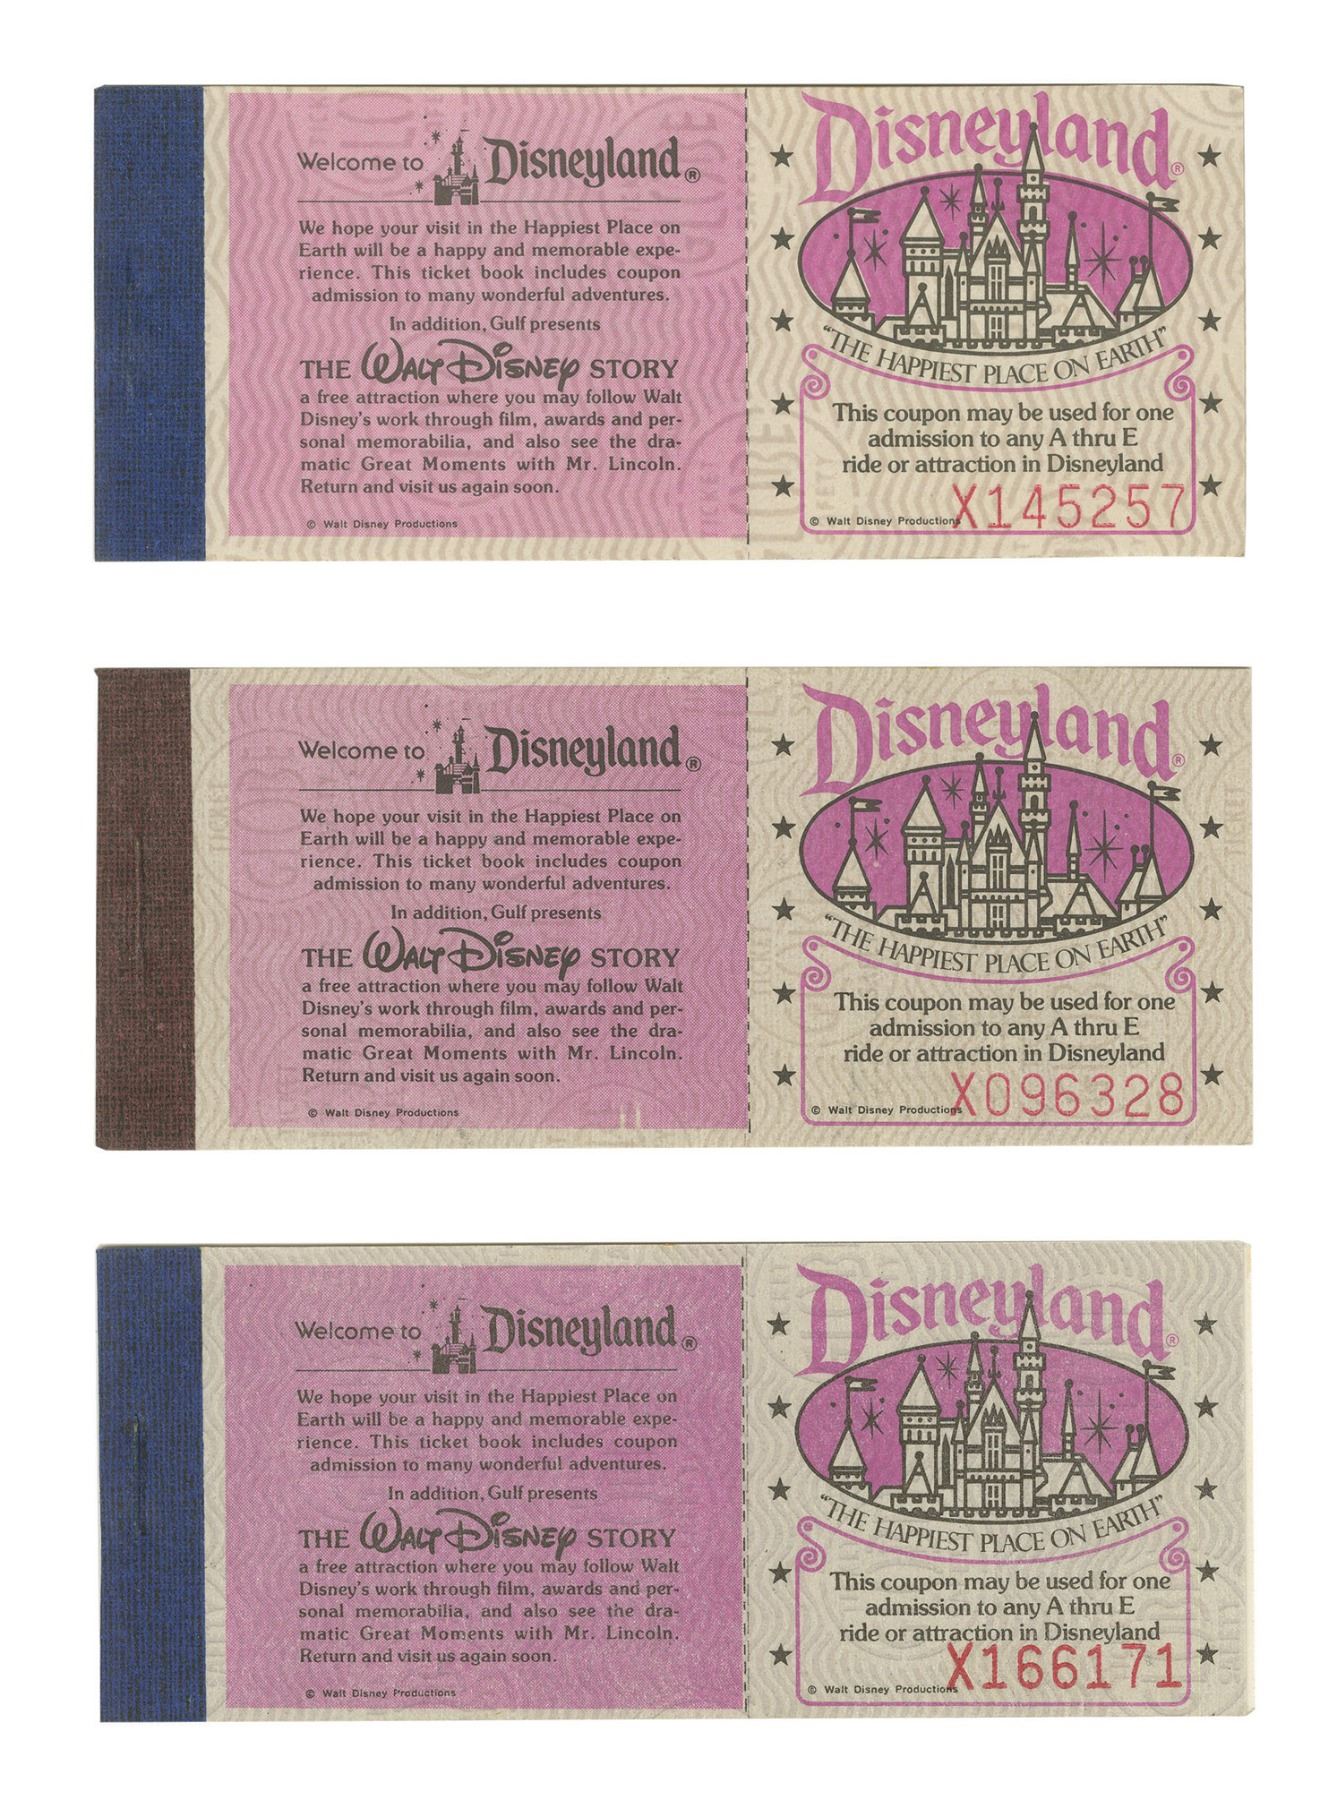 Welcome to Disneyland®
We hope your visit in the Happiest Place on
Earth will be a happy and memorable expe-
rience. This ticket book includes coupon
admission to many wonderful adventures.
In addition, Gulf presents
THE WALT DISNEY STORY
a free attraction where you may follow Walt
Disney's work through film, awards and per-
sonal memorabilia, and also see the dra-
matic Great Moments with Mr. Lincoln.
Return and visit us again soon.
© Walt Disney Productions
Disneyland®
"THE HAPPIEST PLACE ON EARTH"
This coupon may be used for one
admission to any A thru E
ride or attraction in Disneyland
© Walt Disney Productions X145257
Welcome to Disneyland®
We hope your visit in the Happiest Place on
Earth will be a happy and memorable expe-
rience. This ticket book includes coupon
admission to many wonderful adventures.
In addition, Gulf presents
THE WALT DISNEY STORY
a free attraction where you may follow Walt
Disney's work through film, awards and per-
sonal memorabilia, and also see the dra-
matic Great Moments with Mr. Lincoln.
Return and visit us again soon.
© Walt Disney Productions
Disneyland®
"THE HAPPIEST PLACE ON EARTH"
This coupon may be used for one
admission to any A thru E
ride or attraction in Disneyland
© Walt Disney Productions X096328
Welcome to Disneyland®
We hope your visit in the Happiest Place on
Earth will be a happy and memorable expe-
rience. This ticket book includes coupon
admission to many wonderful adventures.
In addition, Gulf presents
THE WALT DISNEY STORY
a free attraction where you may follow Walt
Disney's work through film, awards and per-
sonal memorabilia, and also see the dra-
matic Great Moments with Mr. Lincoln.
Return and visit us again soon.
© Walt Disney Productions
Disneyland®
"THE HAPPIEST PLACE ON EARTH"
This coupon may be used for one
admission to any A thru E
ride or attraction in Disneyland
© Walt Disney Productions X166171